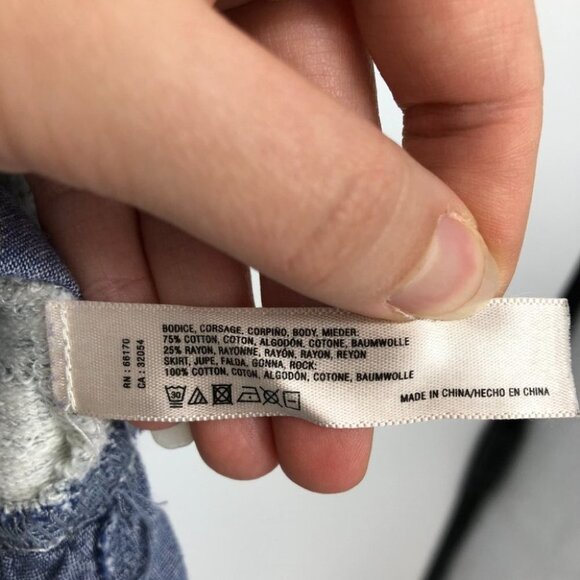 RN : 66170
CA : 32054
BODICE, CORSAGE, CORPIÑO, BODY, MIEDER:
75% COTTON, COTON, ALGODÓN, COTONE, BAUMWOLLE
25% RAYON, RAYONNE, RAYÓN, RAYON, REYON
SKIRT, JUPE, FALDA, GONNA, ROCK:
100% COTTON, COTON, ALGODÓN, COTONE, BAUMWOLLE
30
MADE IN CHINA/HECHO EN CHINA